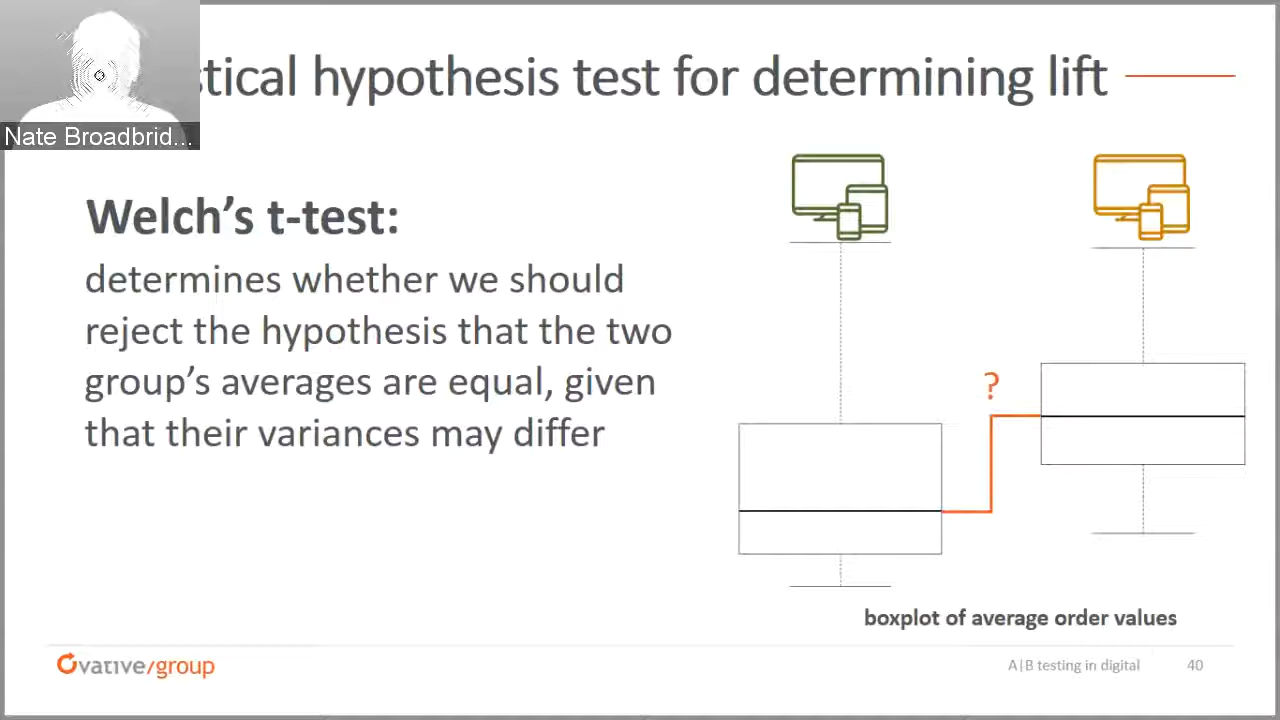 stical hypothesis test for determining lift
Nate Broadbrid...
Welch's t-test:
determines whether we should
reject the hypothesis that the two
group's averages are equal, given
that their variances may differ
?
boxplot of average order values
Ovative/group
A|B testing in digital
40